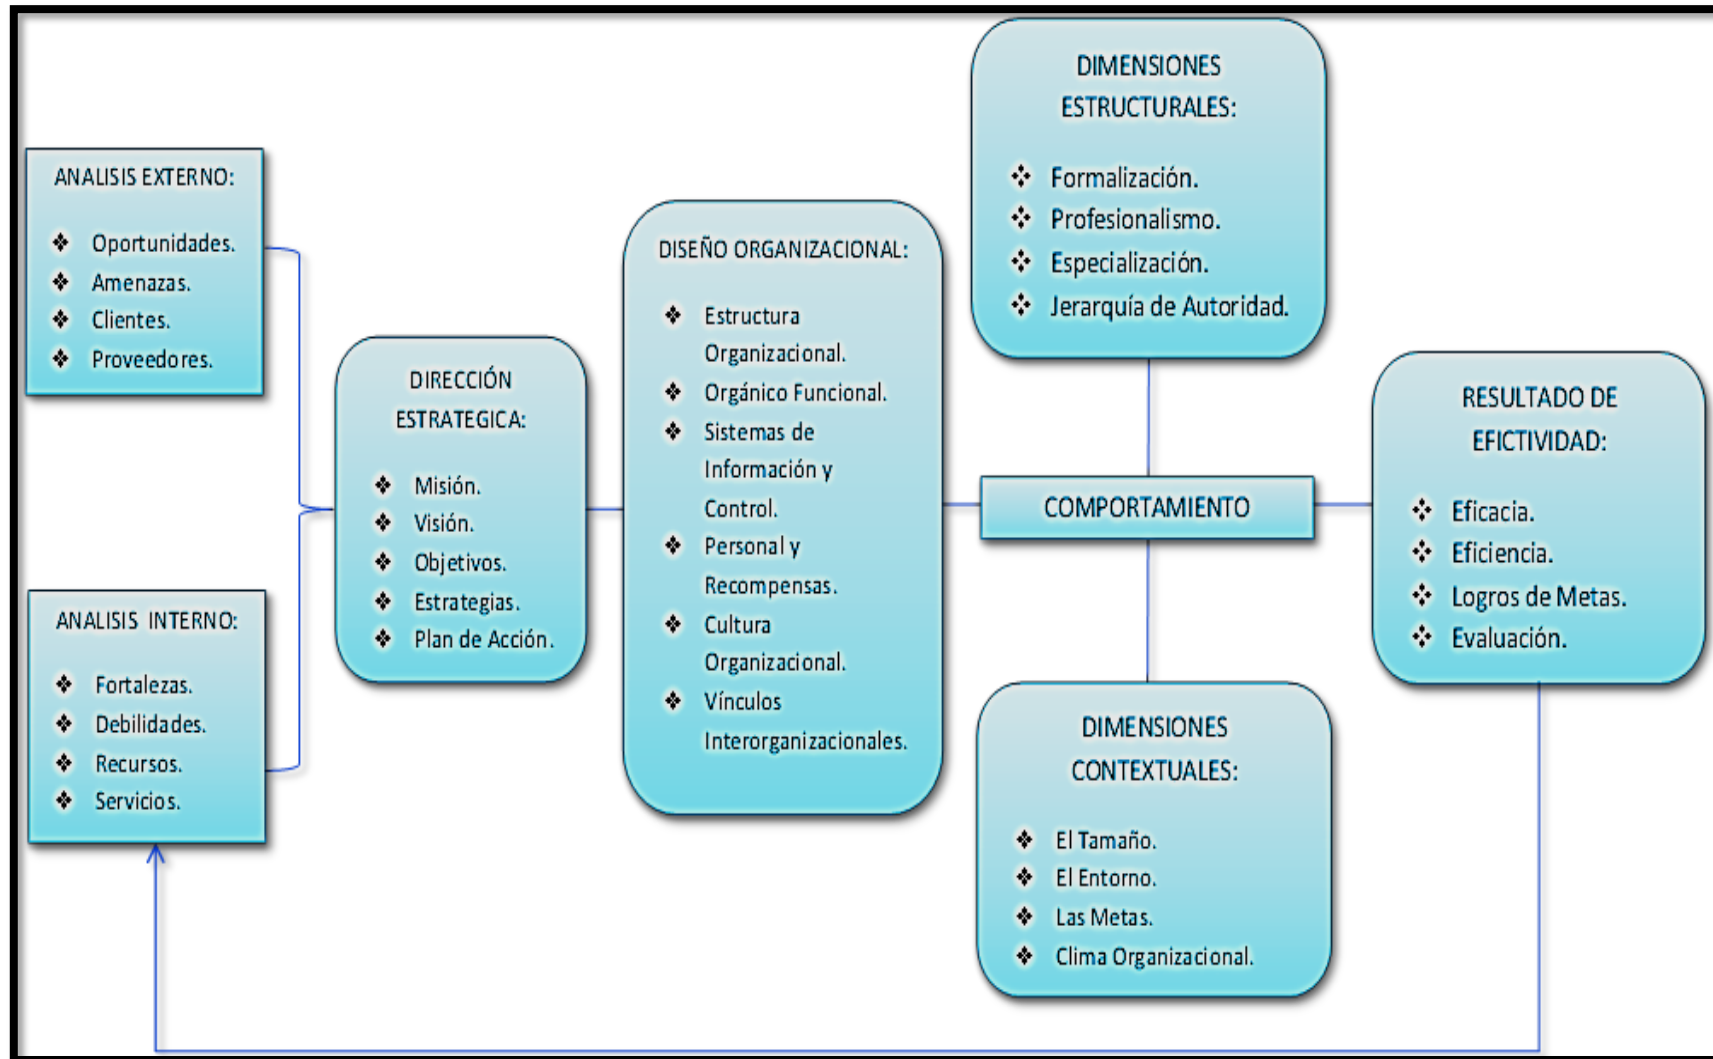 ANALISIS EXTERNO:
❖ Oportunidades.
❖ Amenazas.
❖ Clientes.
❖ Proveedores.
ANALISIS INTERNO:
❖ Fortalezas.
❖ Debilidades.
❖ Recursos.
❖ Servicios.
DIRECCIÓN
ESTRATEGICA:
❖ Misión.
❖ Visión.
❖ Objetivos.
❖ Estrategias.
❖ Plan de Acción.
DISEÑO ORGANIZACIONAL:
❖ Estructura
Organizacional.
❖ Orgánico Funcional.
❖ Sistemas de
Información y
Control.
❖ Personal y
Recompensas.
❖ Cultura
Organizacional.
❖ Vínculos
Interorganizacionales.
DIMENSIONES
ESTRUCTURALES:
❖ Formalización.
❖ Profesionalismo.
❖ Especialización.
❖ Jerarquía de Autoridad.
COMPORTAMIENTO
DIMENSIONES
CONTEXTUALES:
❖ El Tamaño.
❖ El Entorno.
❖ Las Metas.
❖ Clima Organizacional.
RESULTADO DE
EFICTIVIDAD:
❖ Eficacia.
❖ Eficiencia.
❖ Logros de Metas.
❖ Evaluación.